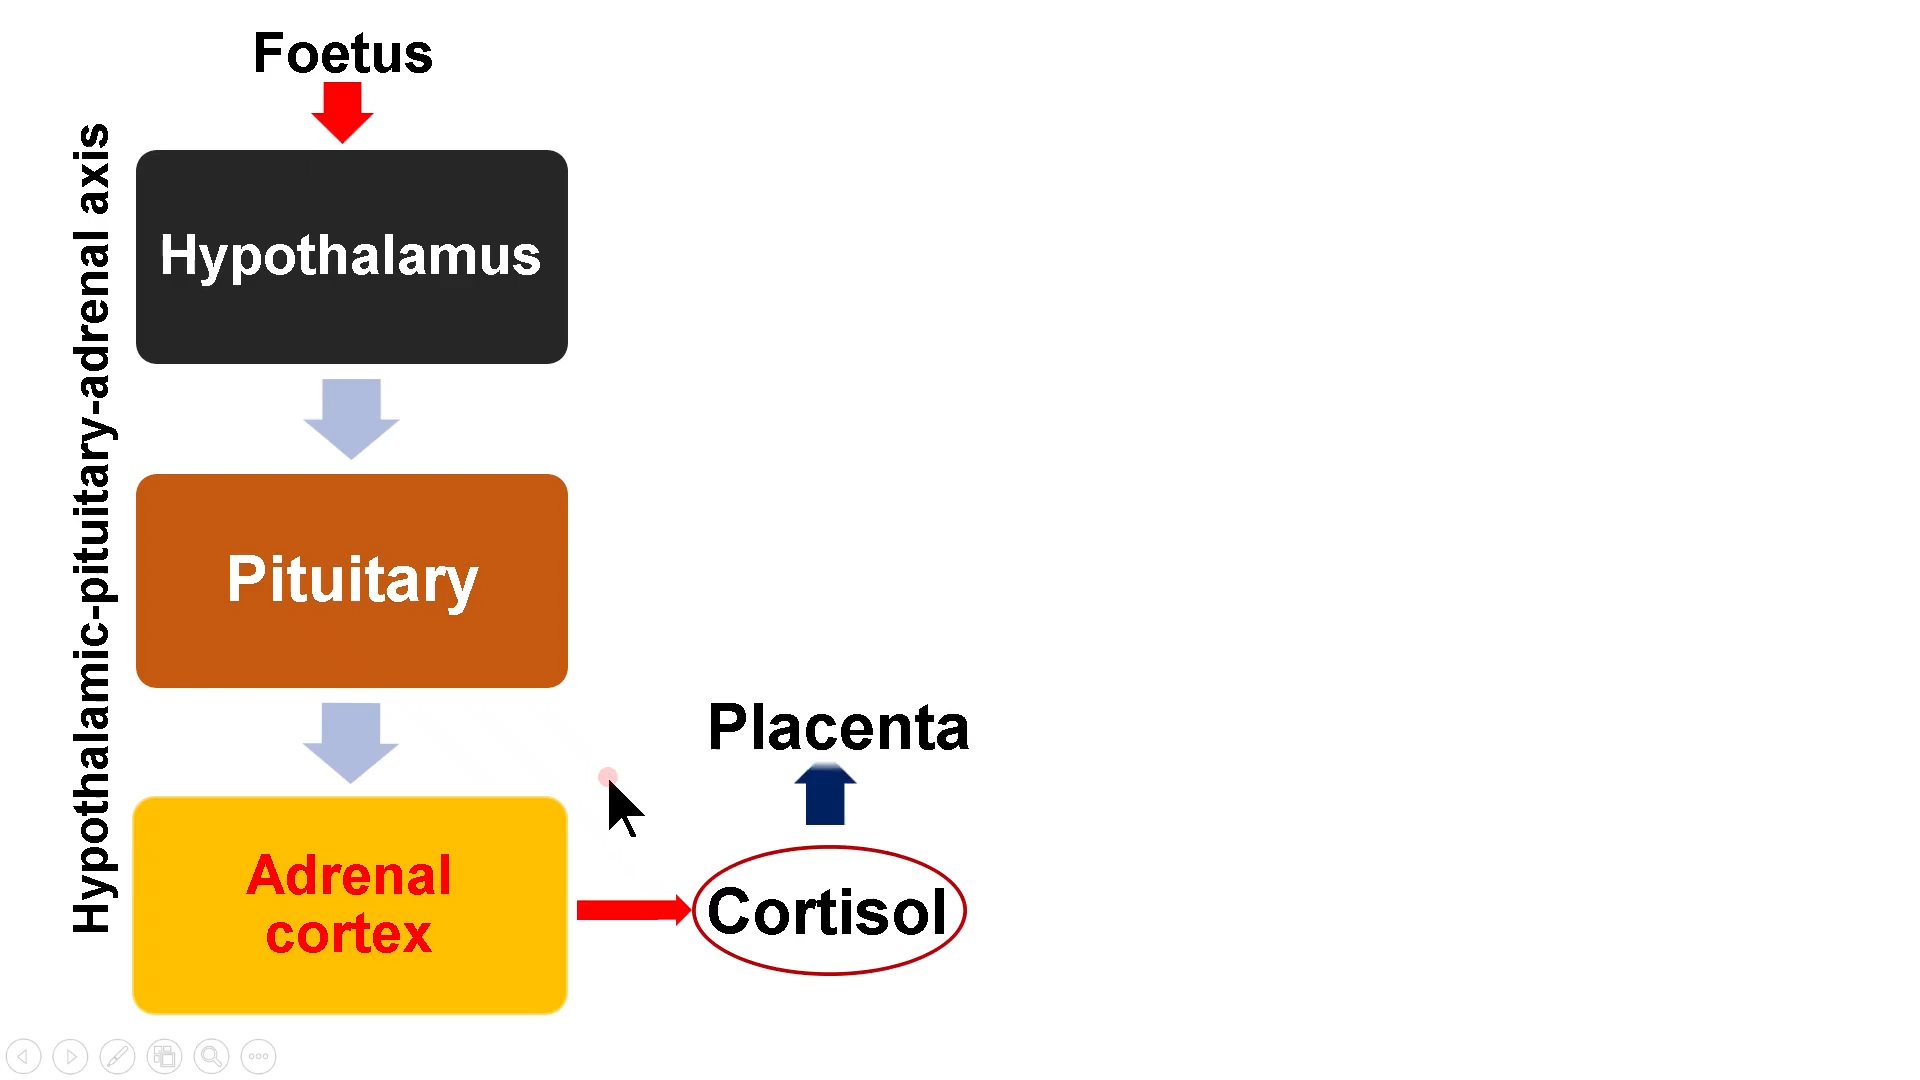 Foetus
Hypothalamic-pituitary-adrenal axis
Hypothalamus
Pituitary
Placenta
Adrenal
cortex
Cortisol